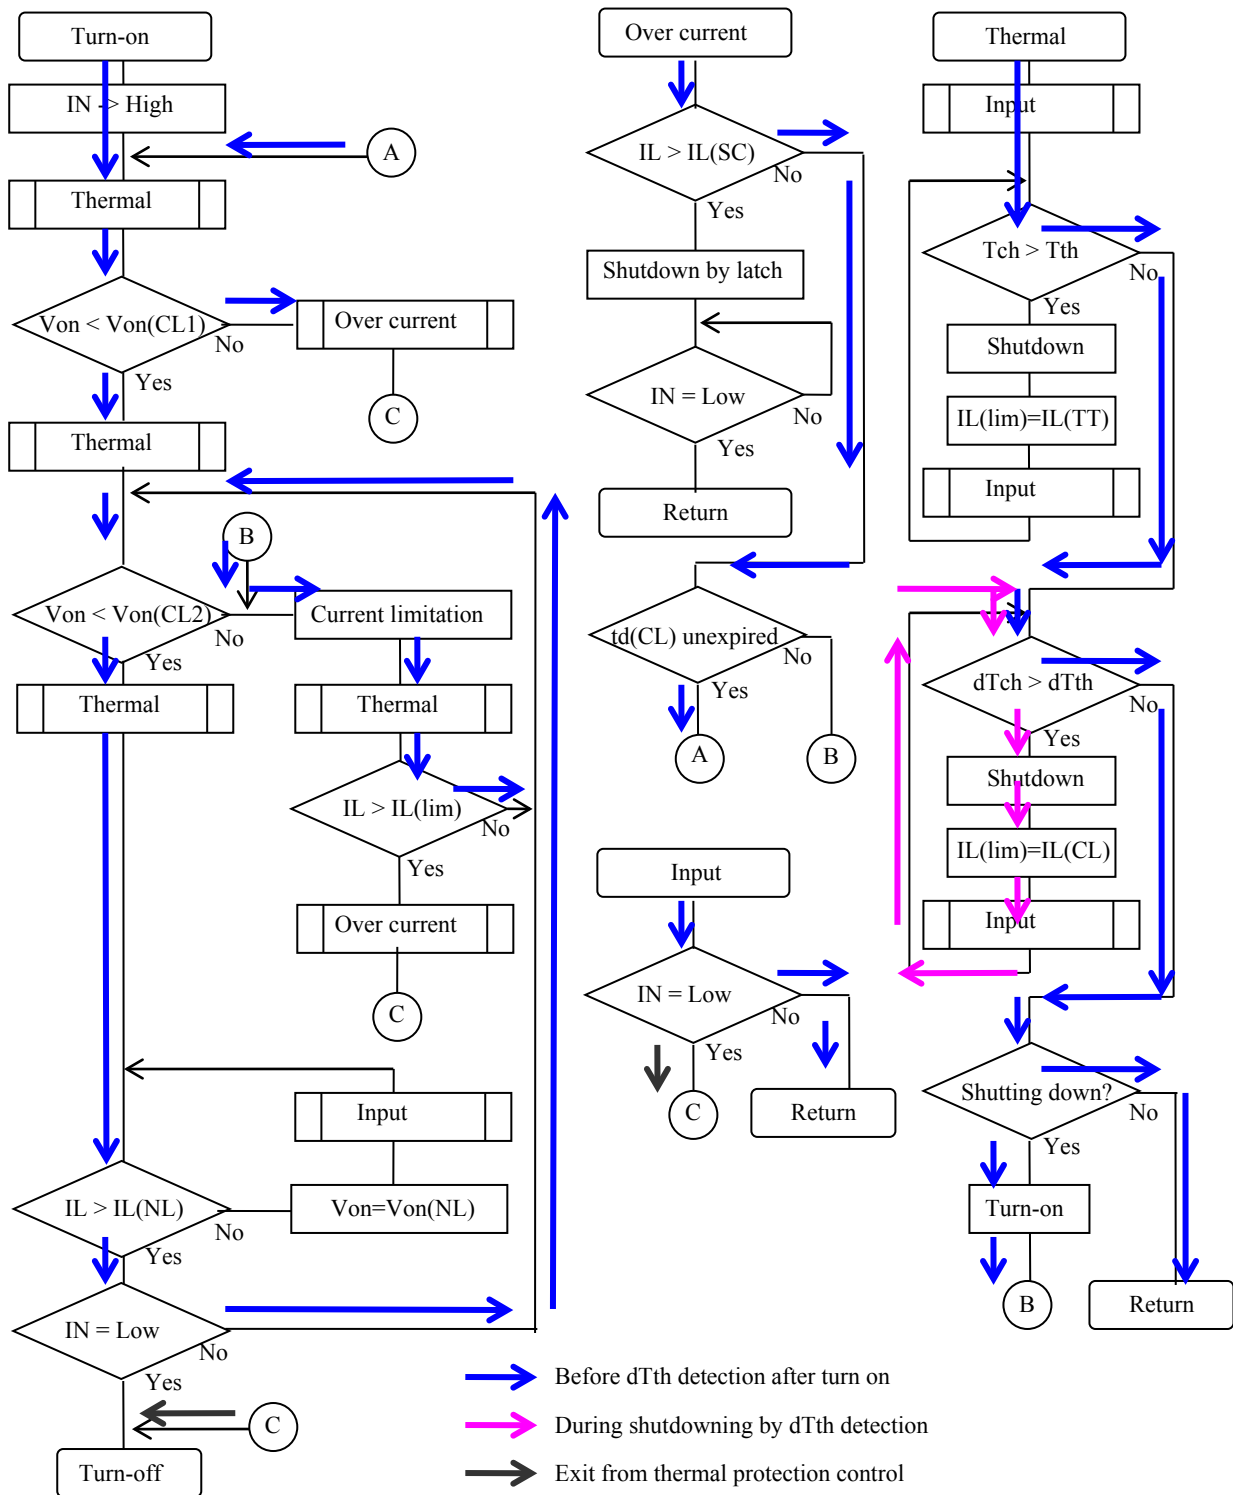 Turn-on
IN -> High
A
Thermal
Von < Von(CL1)
No
Yes
Over current
C
Thermal
B
Von < Von(CL2)
No
Yes
Current limitation
Thermal
Thermal
IL > IL(lim)
No
Yes
Over current
C
Input
Von=Von(NL)
IL > IL(NL)
No
Yes
IN = Low
No
Yes
C
Turn-off
Over current
IL > IL(SC)
No
Yes
Shutdown by latch
IN = Low
No
Yes
Return
td(CL) unexpired
No
Yes
A
B
Input
IN = Low
No
Yes
C
Return
Thermal
Input
Tch > Tth
No
Yes
Shutdown
IL(lim)=IL(TT)
Input
dTch > dTth
No
Yes
Shutdown
IL(lim)=IL(CL)
Input
Shutting down?
No
Yes
Turn-on
B
Return
Before dTth detection after turn on
During shutdowning by dTth detection
Exit from thermal protection control